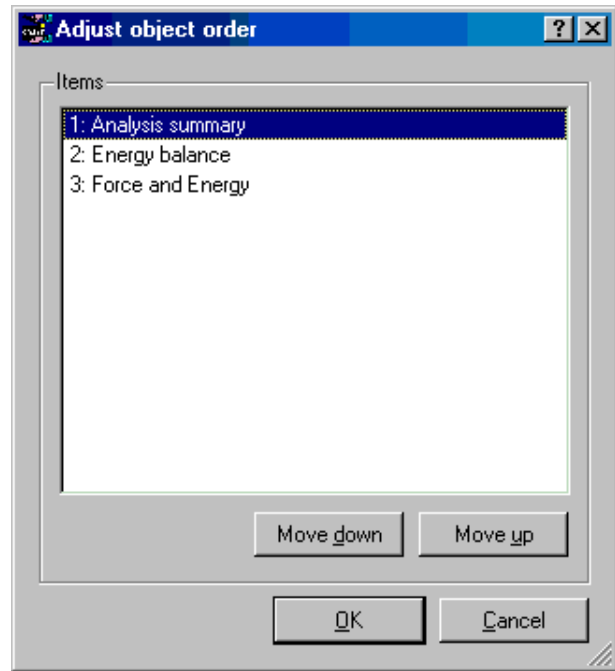 Adjust object order
Items
1: Analysis summary
2: Energy balance
3: Force and Energy
Move down
Move up
OK
Cancel